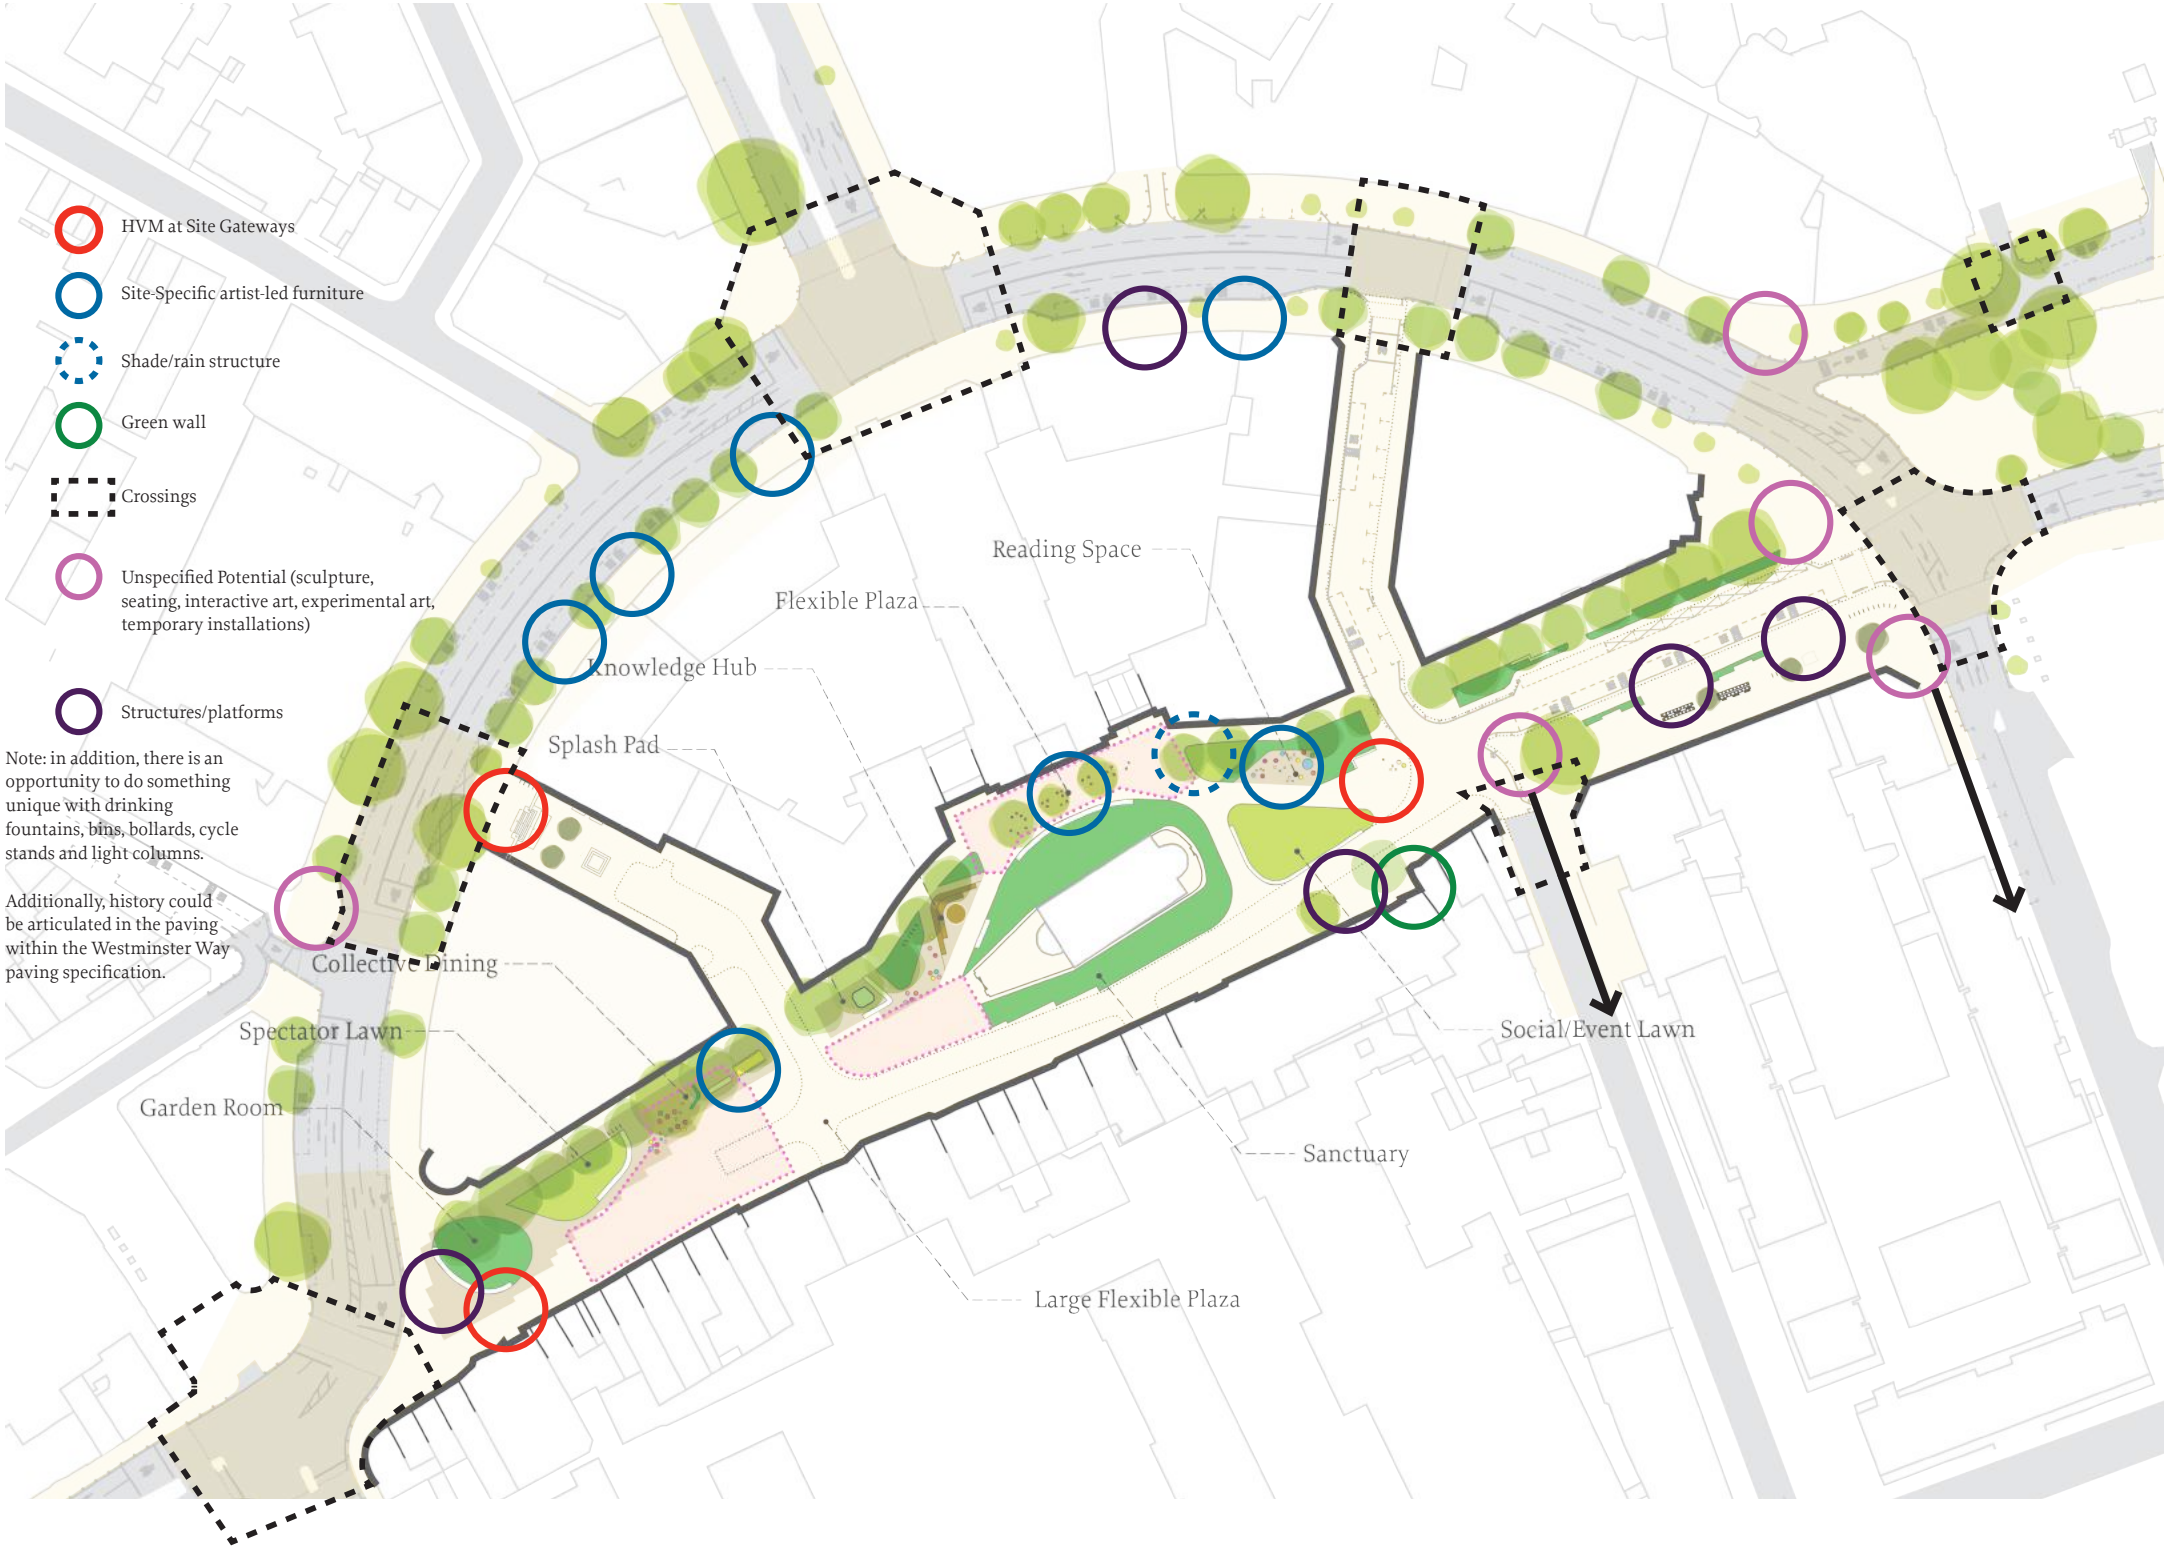 HVM at Site Gateways
Site-Specific artist-led furniture
Shade/rain structure
Green wall
Crossings
Unspecified Potential (sculpture,
seating, interactive art, experimental art,
temporary installations)
Structures/platforms
Note: in addition, there is an
opportunity to do something
unique with drinking
fountains, bins, bollards, cycle
stands and light columns.
Additionally, history could
be articulated in the paving
within the Westminster Way
paving specification.
Reading Space
Flexible Plaza
Knowledge Hub
Splash Pad
Collective Dining
Spectator Lawn
Garden Room
Social/Event Lawn
Sanctuary
Large Flexible Plaza